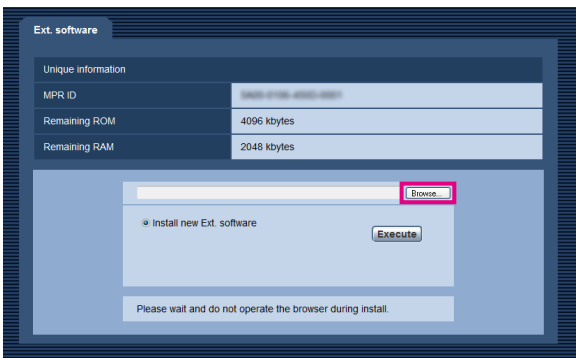 Ext. software
Unique information
MPR ID
Remaining ROM 4096 kbytes
Remaining RAM 2048 kbytes
Browse...
Install new Ext. software
Execute
Please wait and do not operate the browser during install.